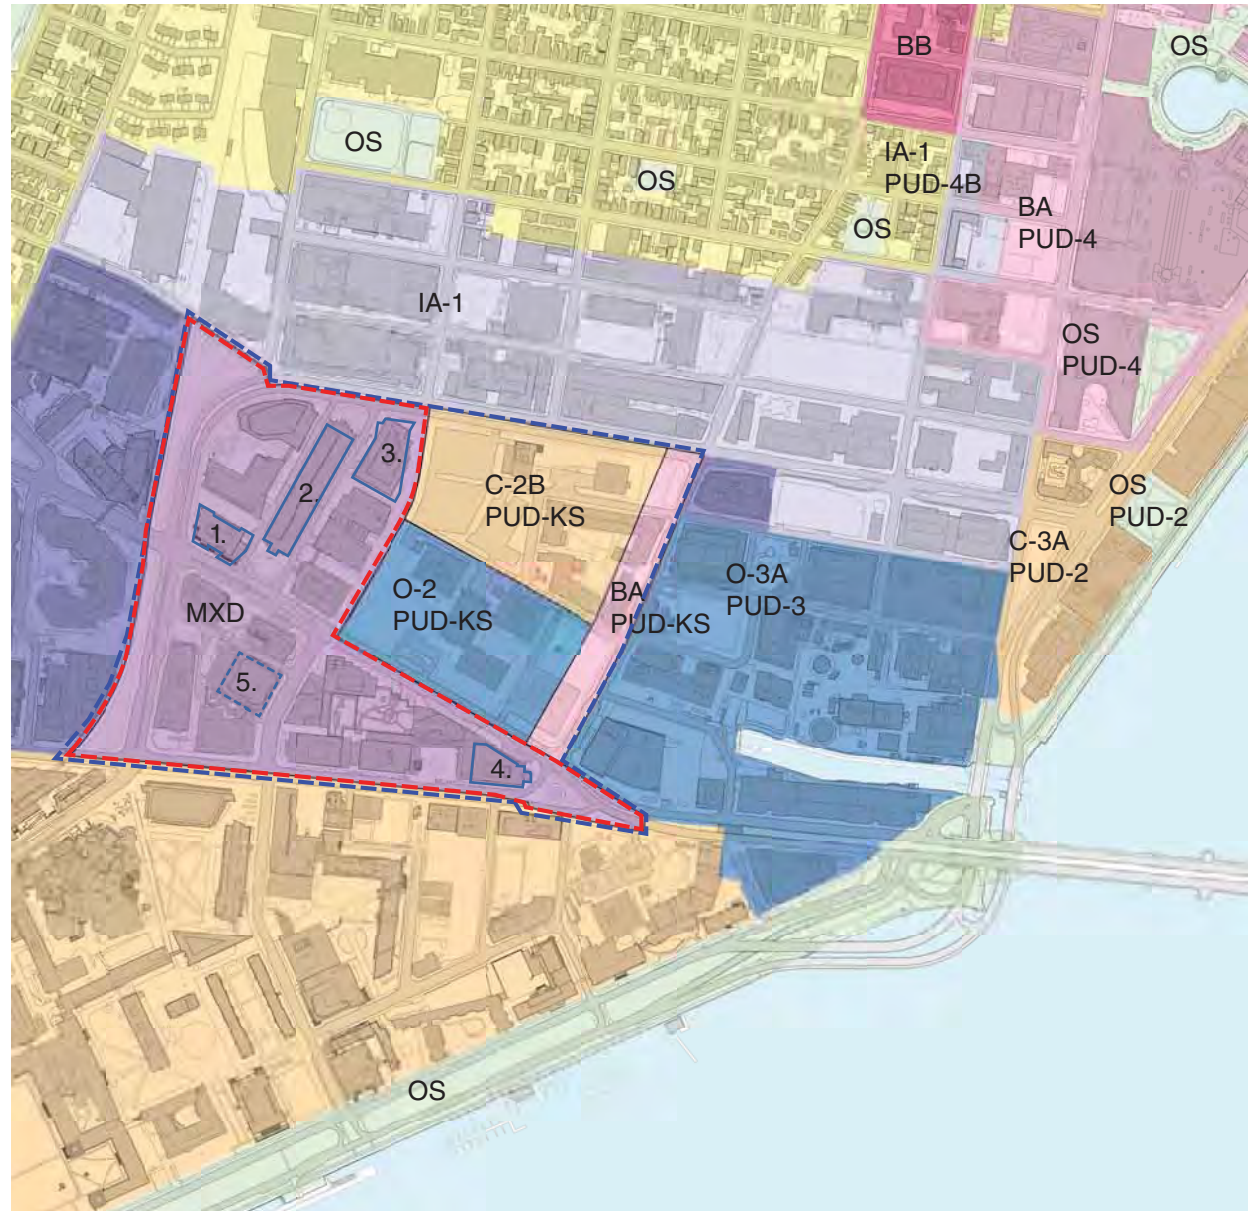 BB
OS
OS
IA-1
PUD-4B
OS
BA
PUD-4
OS
IA-1
OS
PUD-4
3.
2.
C-2B
PUD-KS
OS
PUD-2
1.
C-3A
PUD-2
O-2
PUD-KS
BA
PUD-KS
O-3A
PUD-3
MXD
5.
4.
OS